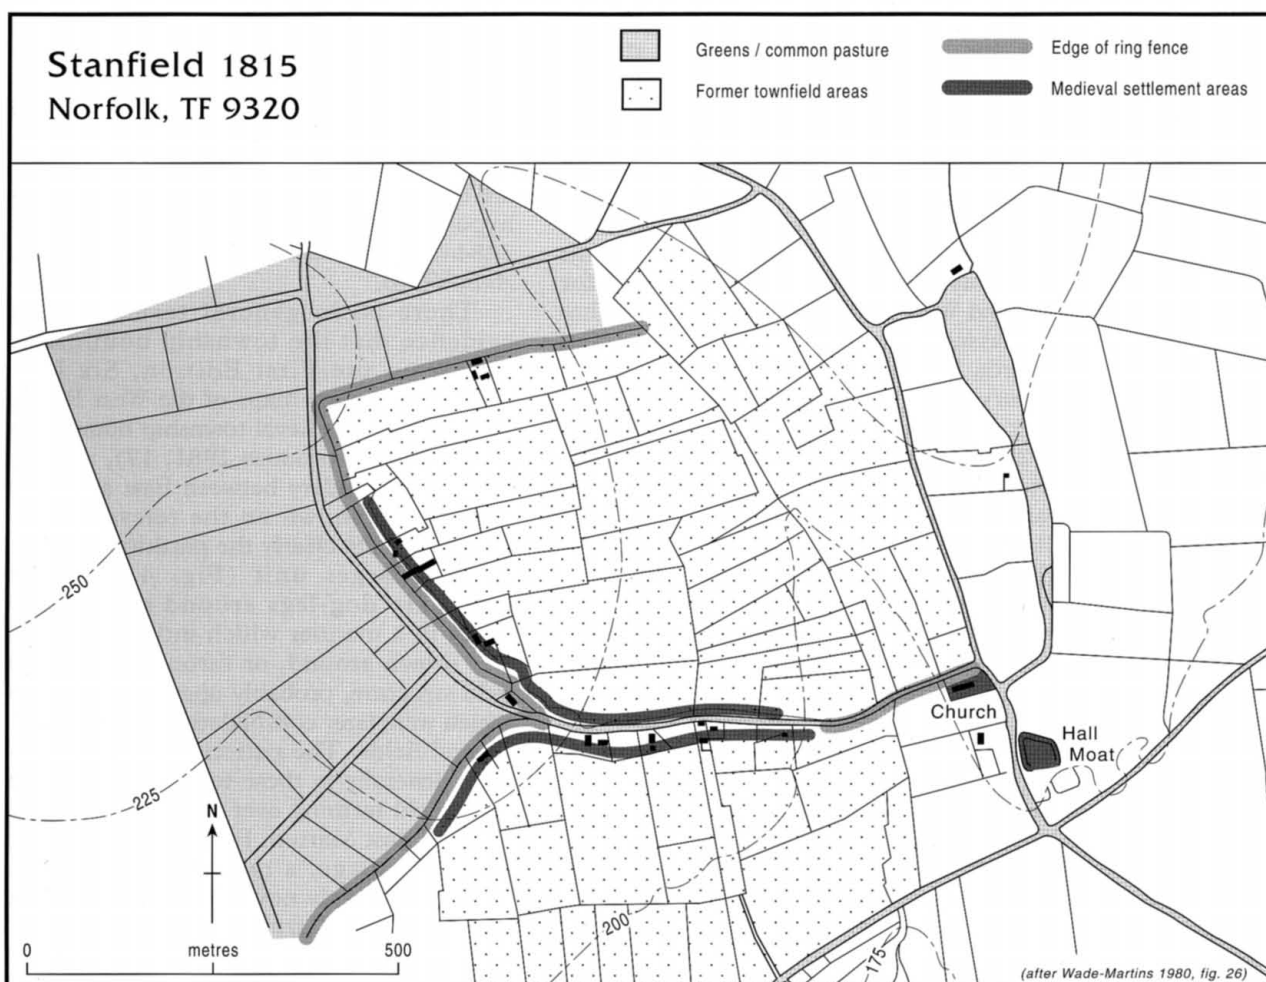 Stanfield 1815
Norfolk, TF 9320
Greens / common pasture
Former townfield areas
Edge of ring fence
Medieval settlement areas
250
225
200
175
Church
Hall
Moat
N
0 metres 500
(after Wade-Martins 1980, fig. 26)